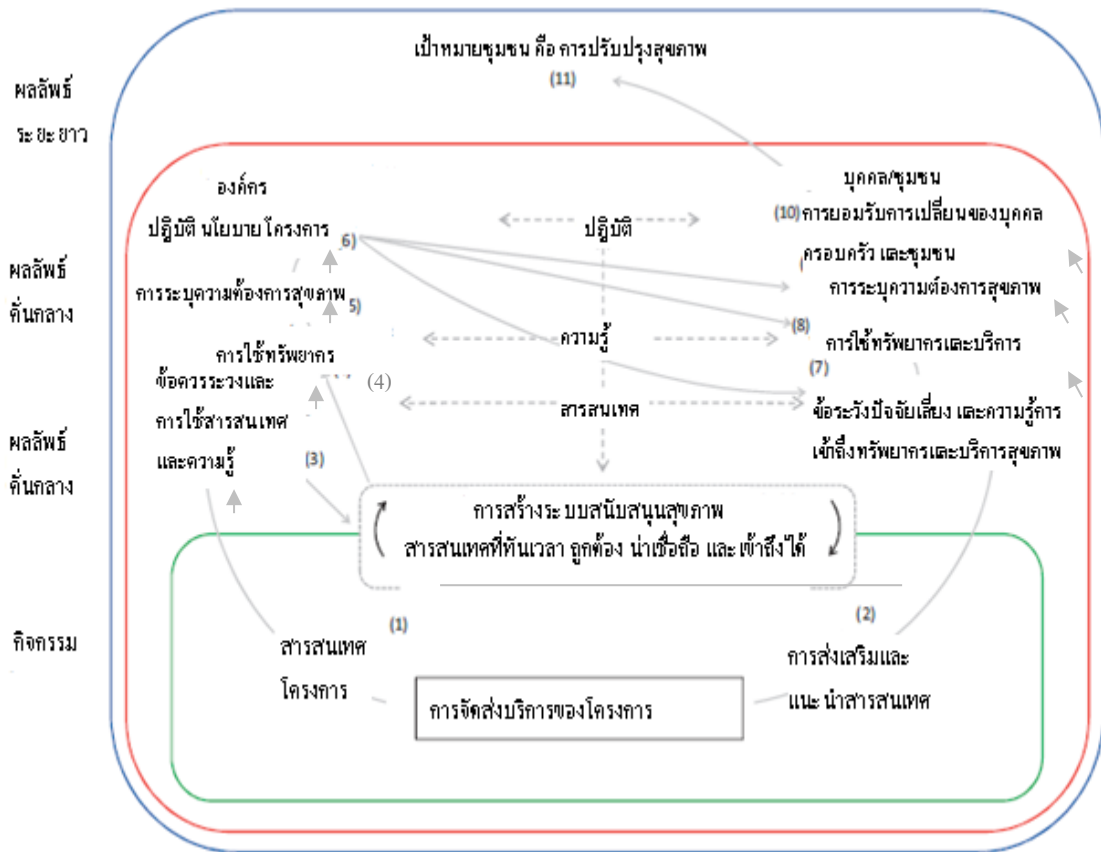 เป้าหมายชุมชน คือ การปรับปรุงสุขภาพ
(11)
ผลลัพธ์
ระยะยาว
องค์กร
ปฏิบัติ นโยบาย โครงการ
(6)
การระบุความต้องการสุขภาพ
5)
การใช้ทรัพยากร
(4)
ข้อควรระวังและ
การใช้สารสนเทศ
และความรู้
(3)
ปฏิบัติ
ความรู้
สารสนเทศ
บุคคล/ชุมชน
(10)
การยอมรับการเปลี่ยนของบุคคล
ครอบครัว และชุมชน
การระบุความต้องการสุขภาพ
(8)
การใช้ทรัพยากรและบริการ
(7)
ข้อระวังปัจจัยเสี่ยง และความรู้การ
เข้าถึงทรัพยากรและบริการสุขภาพ
ผลลัพธ์
คั่นกลาง
ผลลัพธ์
คั่นกลาง
การสร้างระบบสนับสนุนสุขภาพ
สารสนเทศที่ทันเวลา ถูกต้อง น่าเชื่อถือ และ เข้าถึงได้
กิจกรรม
(1)
สารสนเทศ
โครงการ
(2)
การส่งเสริมและ
แนะนำสารสนเทศ
การจัดส่งบริการของโครงการ